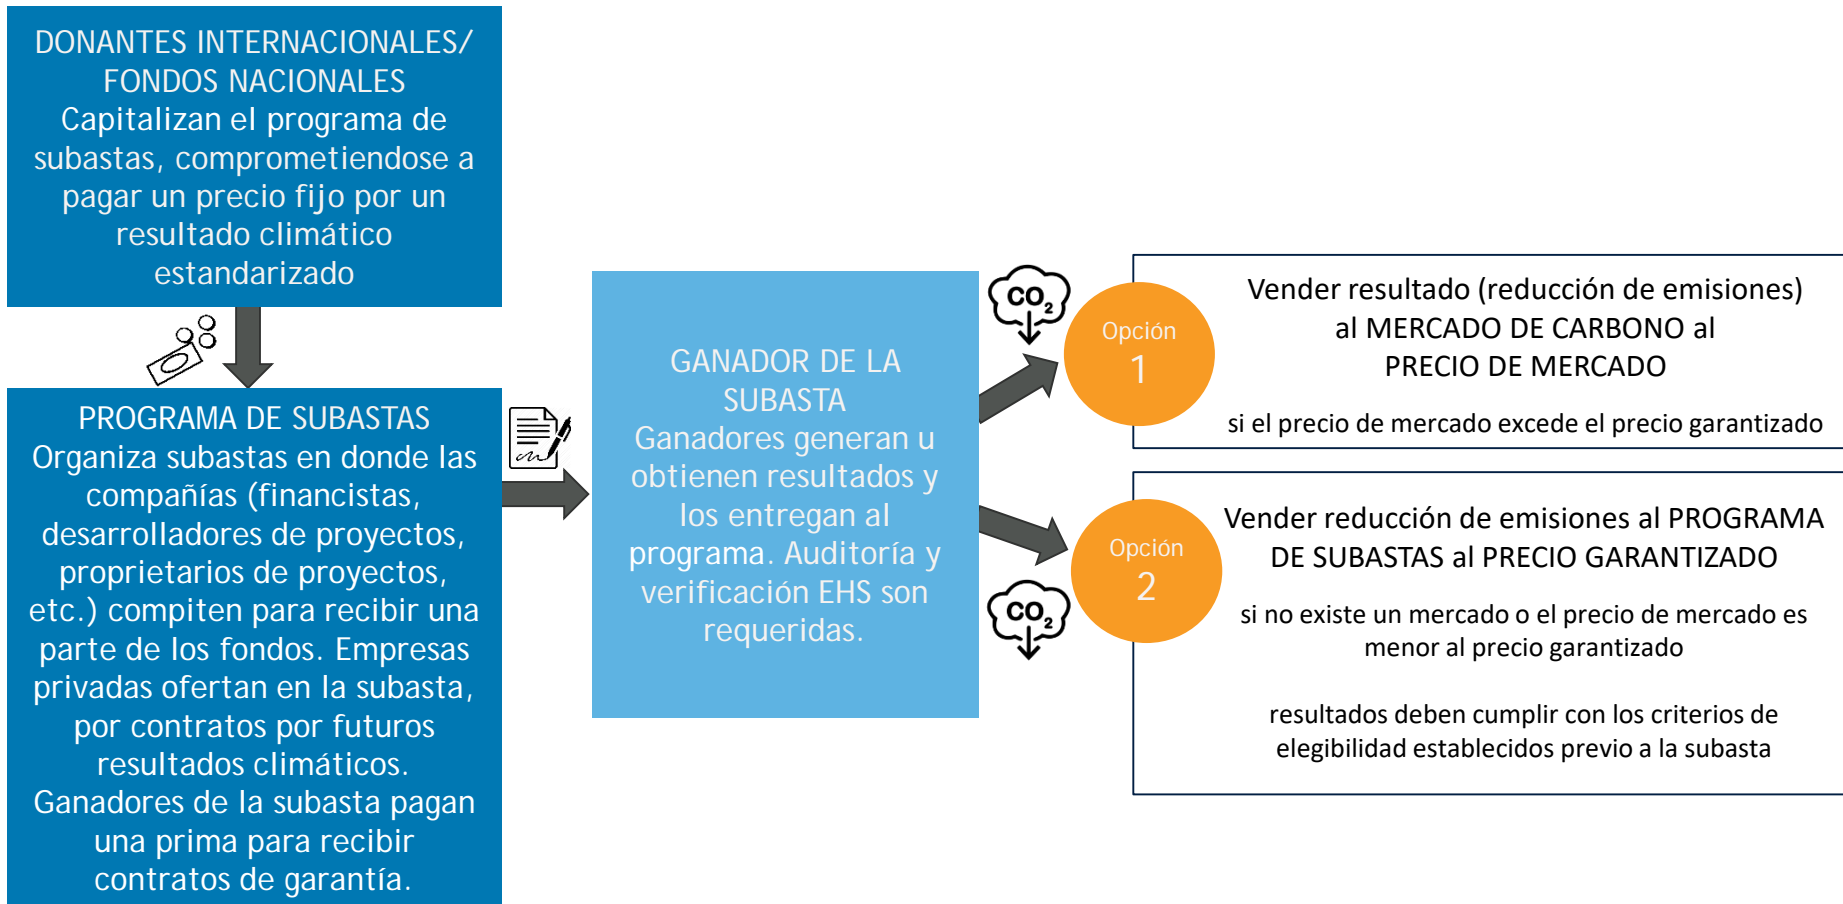 DONANTES INTERNACIONALES/
FONDOS NACIONALES
Capitalizan el programa de
subastas, comprometiendose a
pagar un precio fijo por un
resultado climático
estandarizado
PROGRAMA DE SUBASTAS
Organiza subastas en donde las
compañías (financistas,
desarrolladores de proyectos,
proprietarios de proyectos,
etc.) compiten para recibir una
parte de los fondos. Empresas
privadas ofertan en la subasta,
por contratos por futuros
resultados climáticos.
Ganadores de la subasta pagan
una prima para recibir
contratos de garantía.
GANADOR DE LA
SUBASTA
Ganadores generan u
obtienen resultados y
los entregan al
programa. Auditoría y
verificación EHS son
requeridas.
CO2
Opción
1
Vender resultado (reducción de emisiones)
al MERCADO DE CARBONO al
PRECIO DE MERCADO
si el precio de mercado excede el precio garantizado
CO2
Opción
2
Vender reducción de emisiones al PROGRAMA
DE SUBASTAS al PRECIO GARANTIZADO
si no existe un mercado o el precio de mercado es
menor al precio garantizado
resultados deben cumplir con los criterios de
elegibilidad establecidos previo a la subasta